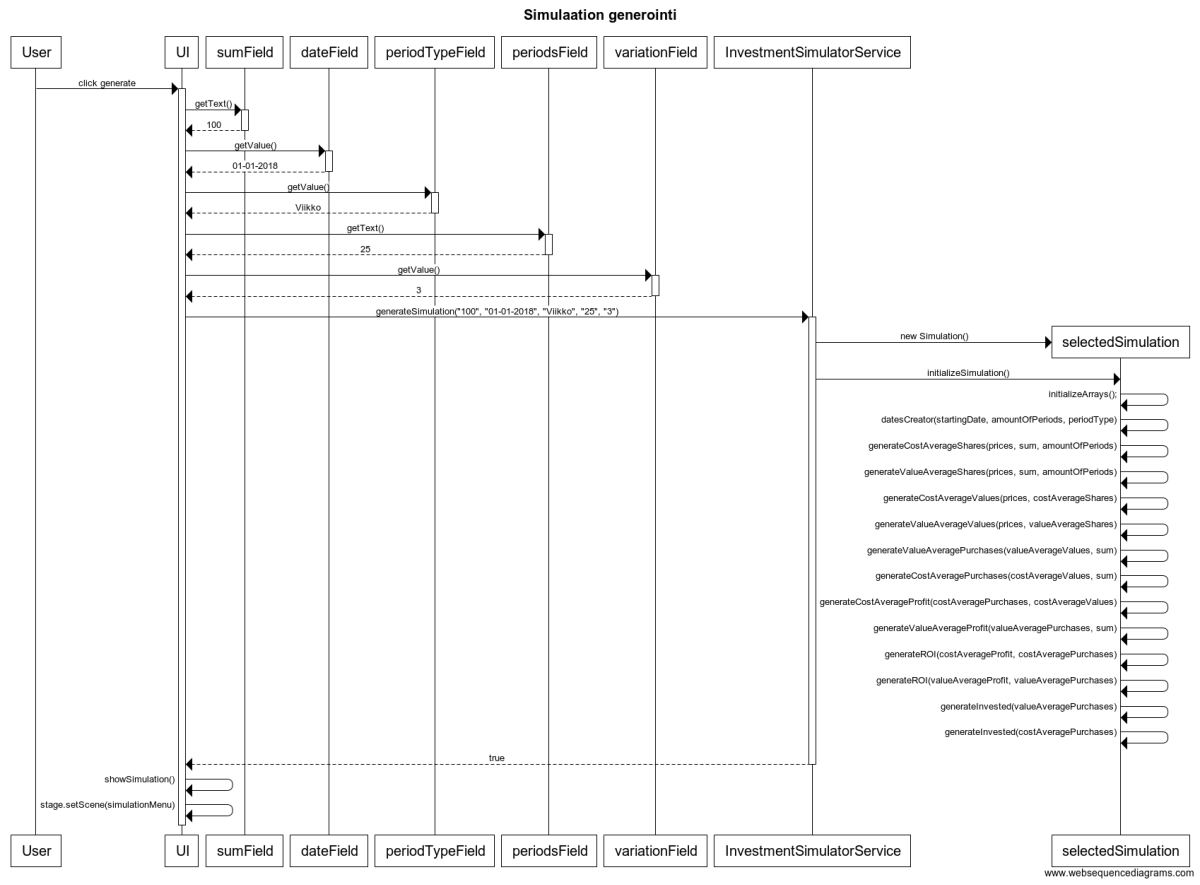 Simulaation generointi
User
UI
sumField
dateField
periodTypeField
periodsField
variationField
InvestmentSimulatorService
click generate
getText()
100
getValue()
01-01-2018
getValue()
Viikko
getText()
25
getValue()
3
generateSimulation("100", "01-01-2018", "Viikko", "25", "3")
new Simulation()
selectedSimulation
initializeSimulation()
initializeArrays();
datesCreator(startingDate, amountOfPeriods, periodType)
generateCostAverageShares(prices, sum, amountOfPeriods)
generateValueAverageShares(prices, sum, amountOfPeriods)
generateCostAverageValues(prices, costAverageShares)
generateValueAverageValues(prices, valueAverageShares)
generateValueAveragePurchases(valueAverageValues, sum)
generateCostAveragePurchases(costAverageValues, sum)
generateCostAverageProfit(costAveragePurchases, costAverageValues)
generateValueAverageProfit(valueAveragePurchases, sum)
generateROI(costAverageProfit, costAveragePurchases)
generateROI(valueAverageProfit, valueAveragePurchases)
generateInvested(valueAveragePurchases)
generateInvested(costAveragePurchases)
true
showSimulation()
stage.setScene(simulationMenu)
User
UI
sumField
dateField
periodTypeField
periodsField
variationField
InvestmentSimulatorService
selectedSimulation
www.websequencediagrams.com